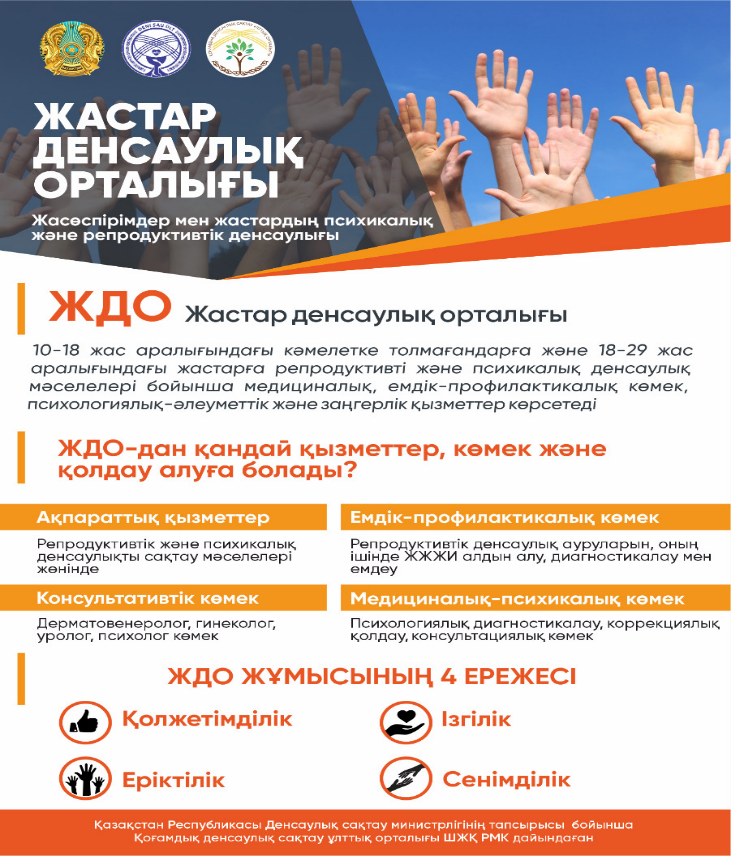 ЖАСТАР
ДЕНСАУЛЫҚ
ОРТАЛЫҒЫ
Жасөспірімдер мен жастардың психикалық
және репродуктивтік денсаулығы
ЖДО Жастар денсаулық орталығы
10-18 жас аралығындағы кәмелетке толмағандарға және 18-29 жас
аралығындағы жастарға репродуктивті және психикалық денсаулық
мәселелері бойынша медициналық, емдік-профилактикалық көмек,
психологиялық-әлеуметтік және заңгерлік қызметтер көрсетеді
ЖДО-дан қандай қызметтер, көмек және
қолдау алуға болады?
Ақпараттық қызметтер
Репродуктивтік және психикалық
денсаулықты сақтау мәселелері
жөнінде
Емдік-профилактикалық көмек
Репродуктивтік денсаулық ауруларын, оның
ішінде ЖЖЖИ алдын алу, диагностикалау мен
емдеу
Консультативтік көмек
Дерматовенеролог, гинеколог,
уролог, психолог көмек
Медициналық-психикалық көмек
Психологиялық диагностикалау, коррекциялық
қолдау, консультациялық көмек
ЖДО ЖҰМЫСЫНЫҢ 4 ЕРЕЖЕСІ
Қолжетімділік
Ізгілік
Еріктілік
Сенімділік
Қазақстан Республикасы Денсаулық сақтау министрлігінің тапсырысы бойынша
Қоғамдық денсаулық сақтау ұлттық орталығы ШЖҚ РМК дайындаған